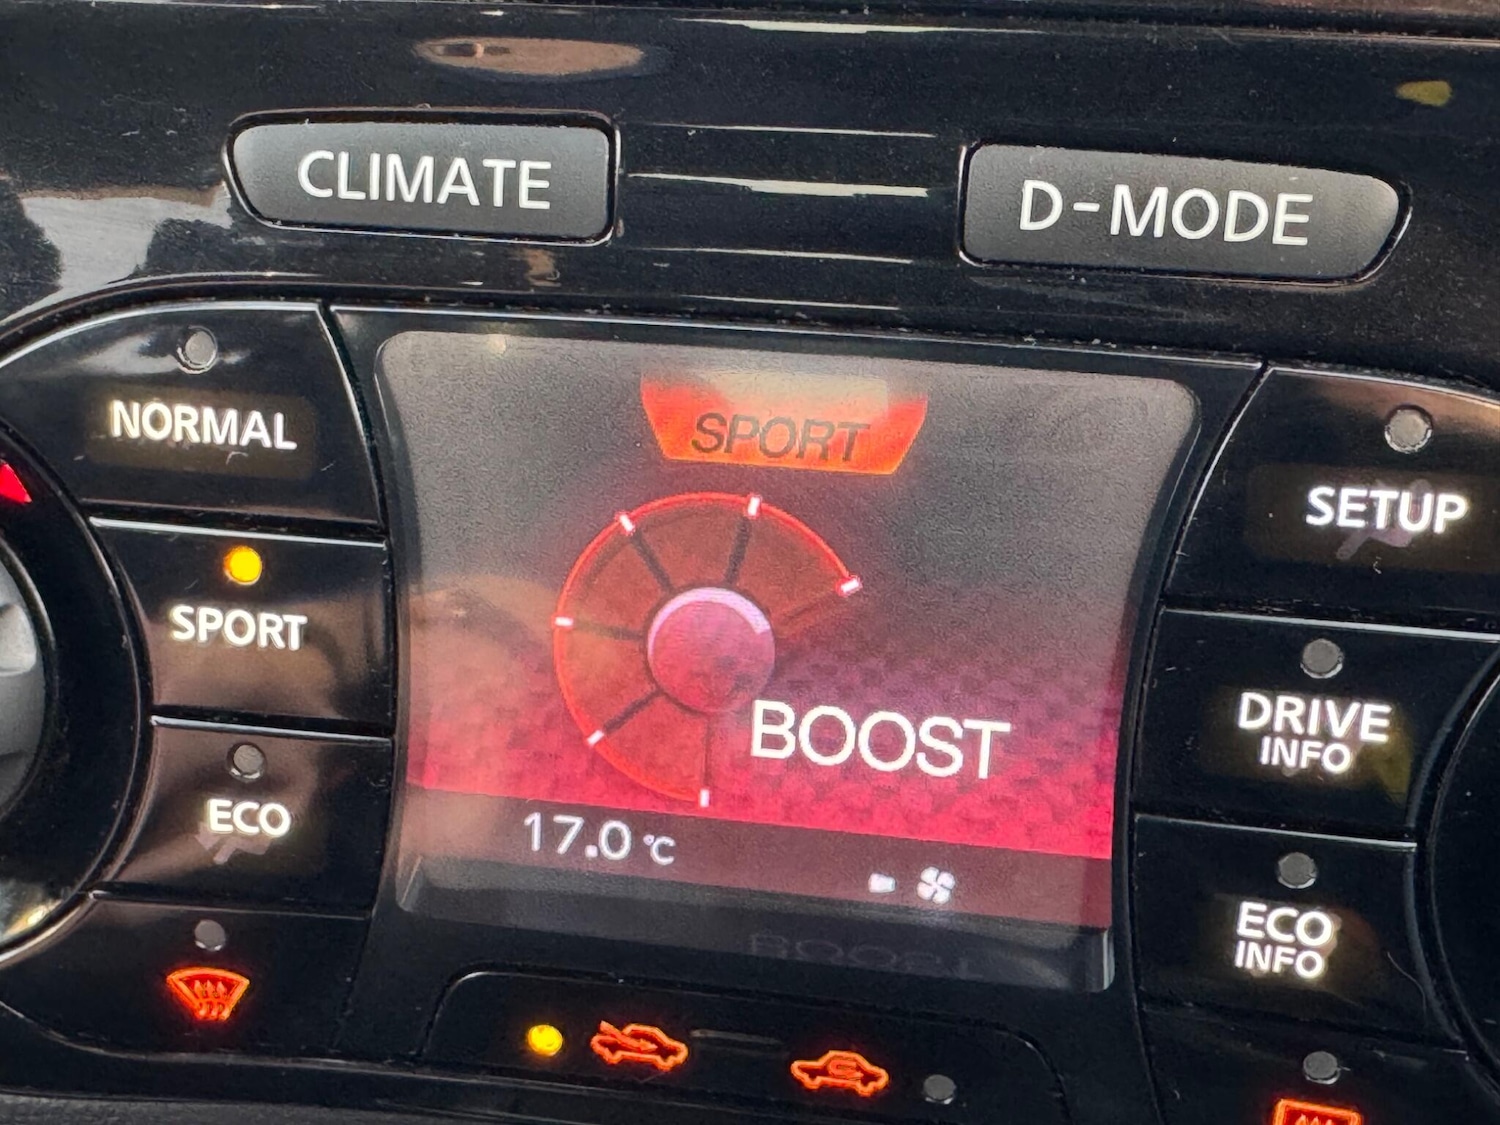 CLIMATE
D-MODE
NORMAL
SPORT
SETUP
SPORT
BOOST
DRIVE
INFO
ECO
17.0 °C
ECO
INFO